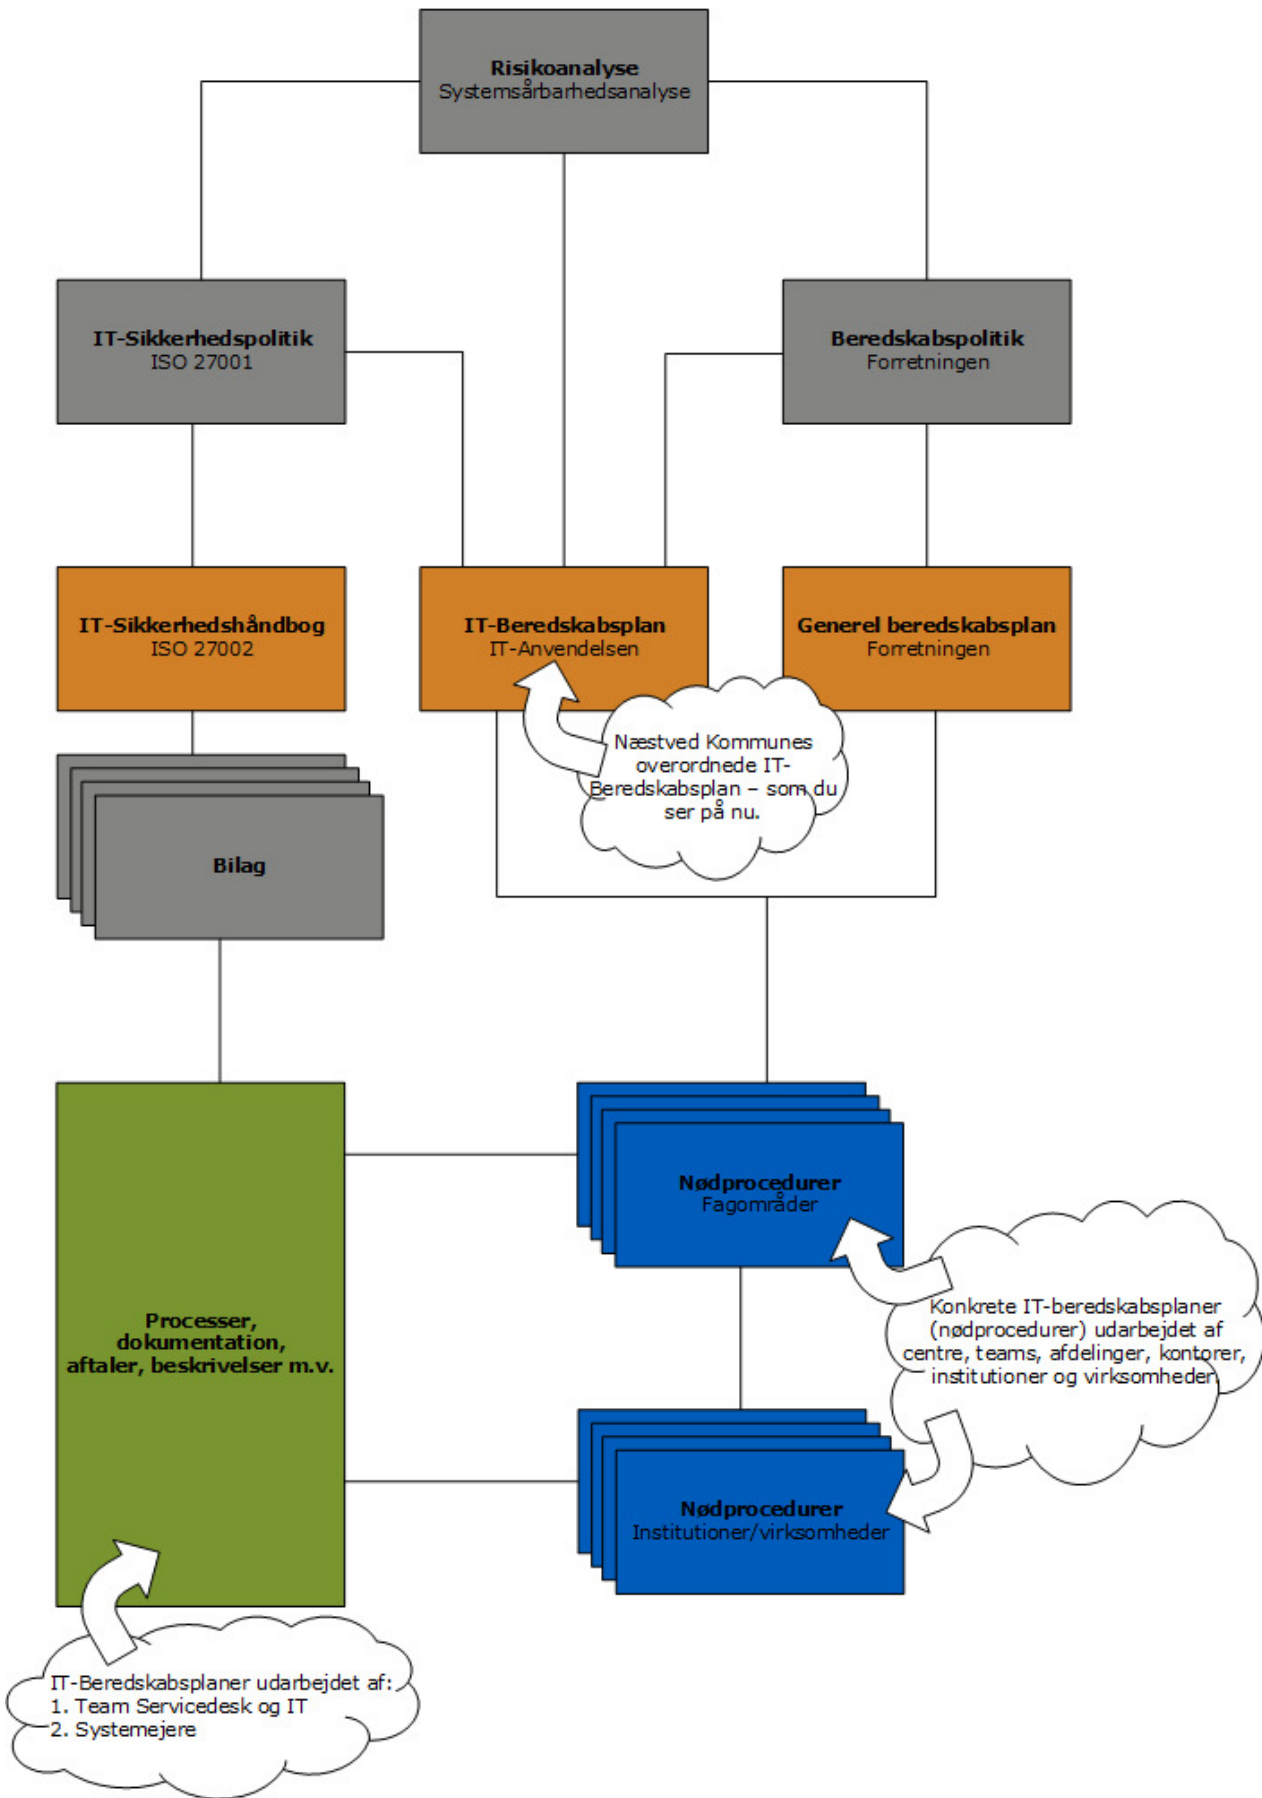 Risikoanalyse
Systemsårbarhedsanalyse
IT-Sikkerhedspolitik
ISO 27001
Beredskabspolitik
Forretningen
IT-Sikkerhedshåndbog
ISO 27002
IT-Beredskabsplan
IT-Anvendelsen
Generel beredskabsplan
Forretningen
Næstved Kommunes
overordnede IT-
Beredskabsplan – som du
ser på nu.
Bilag
Nødprocedurer
Fagområder
Konkrete IT-beredskabsplaner
(nødprocedurer) udarbejdet af
centre, teams, afdelinger, kontorer,
institutioner og virksomheder.
Processer,
dokumentation,
aftaler, beskrivelser m.v.
Nødprocedurer
Institutioner/virksomheder
IT-Beredskabsplaner udarbejdet af:
1. Team Servicedesk og IT
2. Systemejere